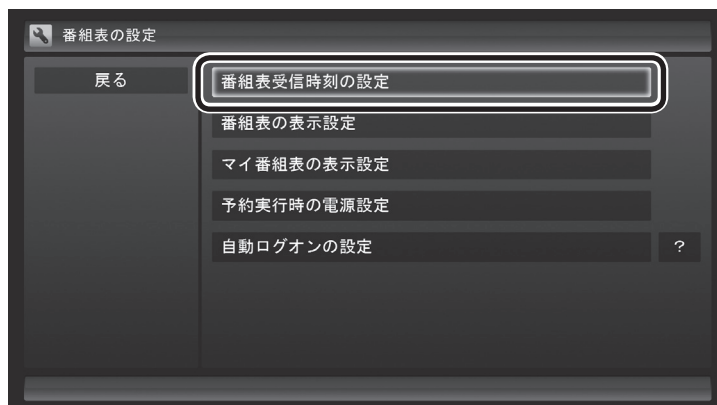 番組表の設定
戻る
番組表受信時刻の設定
番組表の表示設定
マイ番組表の表示設定
予約実行時の電源設定
自動ログオンの設定
?